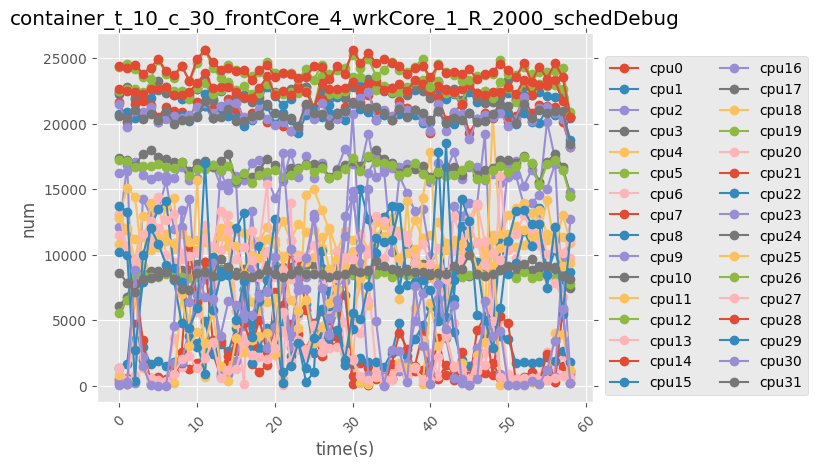 container_t_10_c_30_frontCore_4_wrkCore_1_R_2000_schedDebug
25000
20000
15000
10000
5000
0
num
0
10
20
30
40
50
60
time(s)
cpu0
cpu1
cpu2
cpu3
cpu4
cpu5
cpu6
cpu7
cpu8
cpu9
cpu10
cpu11
cpu12
cpu13
cpu14
cpu15
cpu16
cpu17
cpu18
cpu19
cpu20
cpu21
cpu22
cpu23
cpu24
cpu25
cpu26
cpu27
cpu28
cpu29
cpu30
cpu31